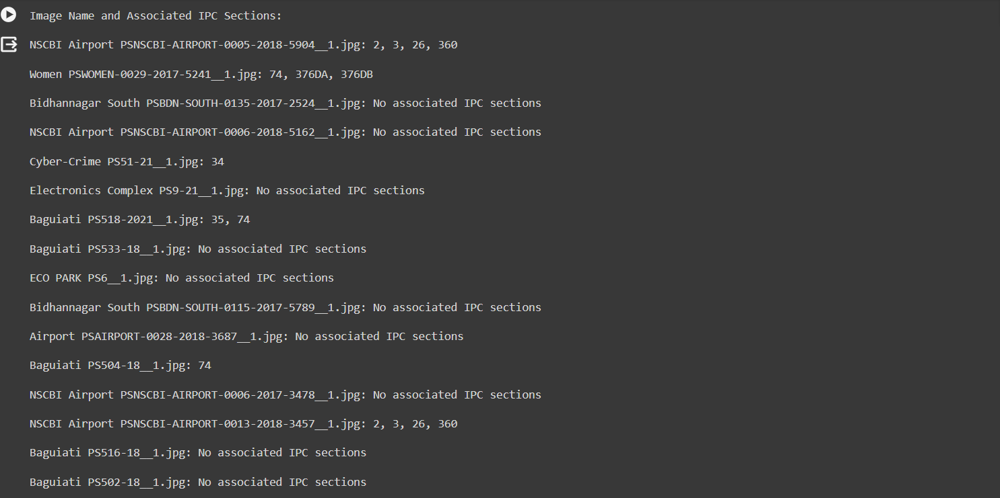 Image Name and Associated IPC Sections:
NSCBI Airport PSNSCBI-AIRPORT-0005-2018-5904__1.jpg: 2, 3, 26, 360
Women PSWOMEN-0029-2017-5241__1.jpg: 74, 376DA, 376DB
Bidhannagar South PSBDN-SOUTH-0135-2017-2524__1.jpg: No associated IPC sections
NSCBI Airport PSNSCBI-AIRPORT-0006-2018-5162__1.jpg: No associated IPC sections
Cyber-Crime PS51-21__1.jpg: 34
Electronics Complex PS9-21__1.jpg: No associated IPC sections
Baguiati PS518-2021__1.jpg: 35, 74
Baguiati PS533-18__1.jpg: No associated IPC sections
ECO PARK PS6__1.jpg: No associated IPC sections
Bidhannagar South PSBDN-SOUTH-0115-2017-5789__1.jpg: No associated IPC sections
Airport PSAIRPORT-0028-2018-3687__1.jpg: No associated IPC sections
Baguiati PS504-18__1.jpg: 74
NSCBI Airport PSNSCBI-AIRPORT-0006-2017-3478__1.jpg: No associated IPC sections
NSCBI Airport PSNSCBI-AIRPORT-0013-2018-3457__1.jpg: 2, 3, 26, 360
Baguiati PS516-18__1.jpg: No associated IPC sections
Baguiati PS502-18__1.jpg: No associated IPC sections